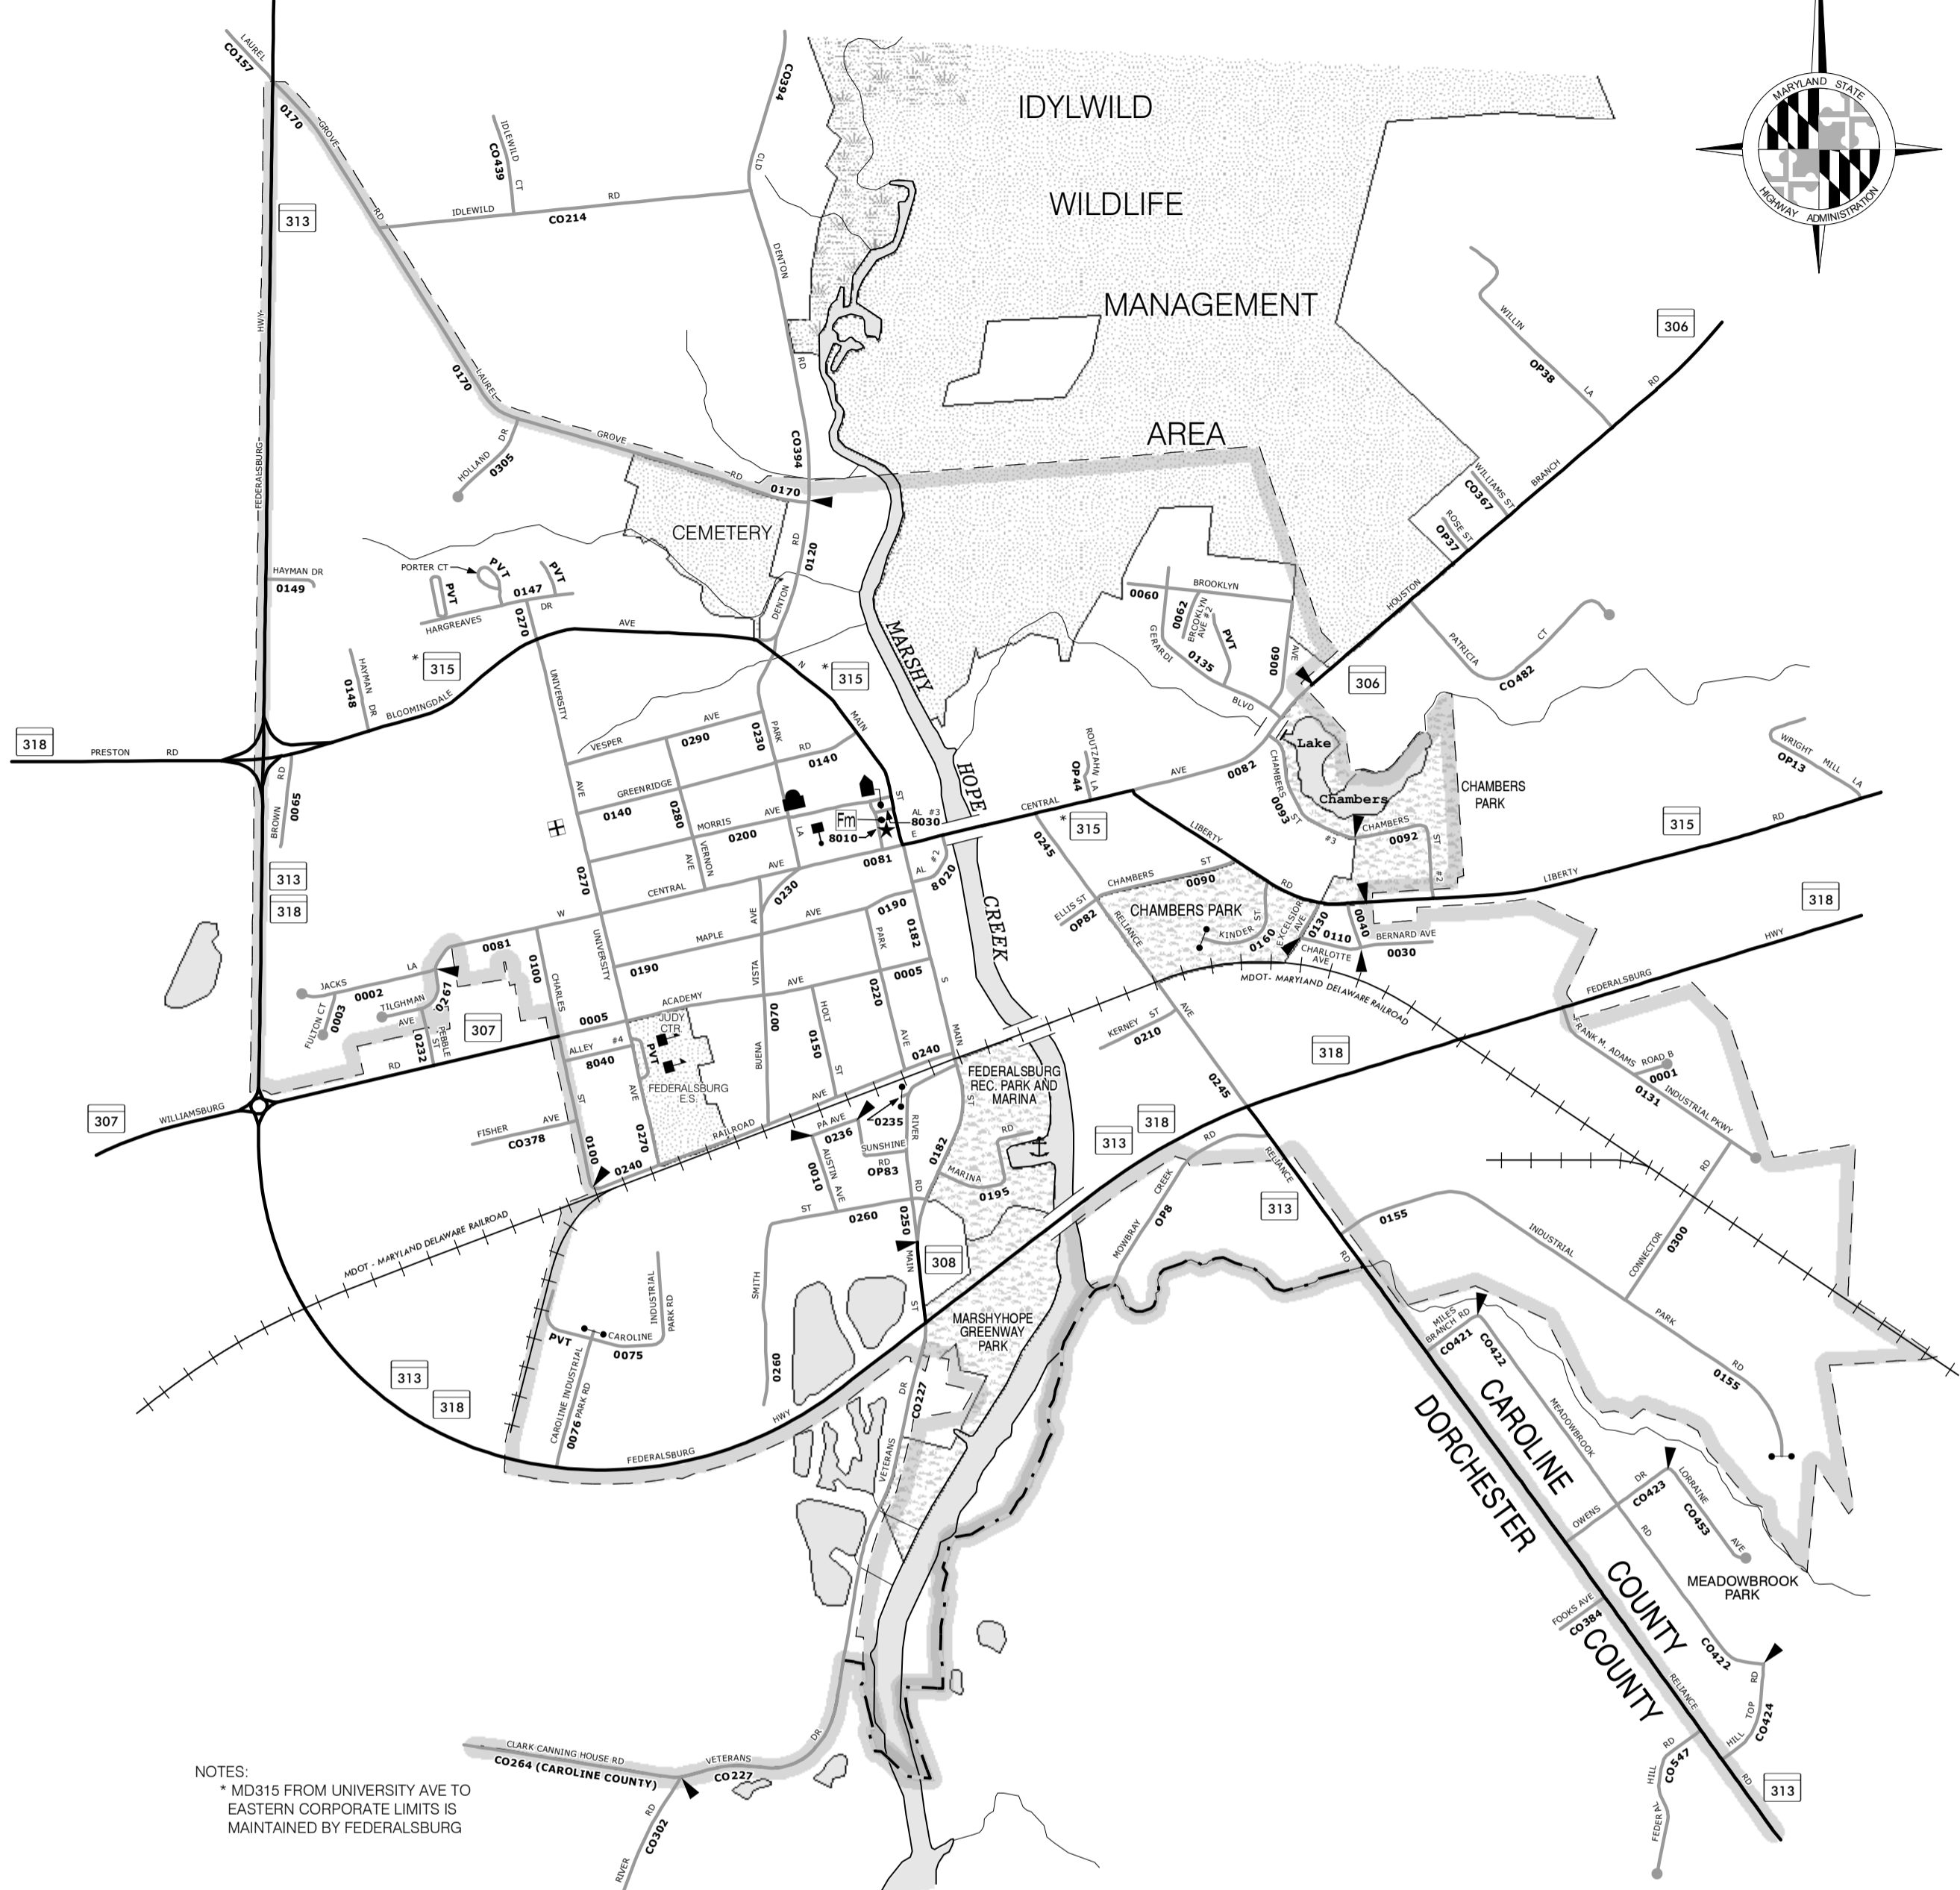 LAUREL
CO157
0170
GROVE
RD
313
IDLEWILD
CT
CO439
IDLEWILD
RD
CO214
CO394
OLD
DENTON
RD
CO394
IDYLWILD
WILDLIFE
MANAGEMENT
AREA
MARYLAND STATE
HIGHWAY ADMINISTRATION
306
WILLIN
OP38
LA
RD
BRANCH
HOUSTON
WILLIAMS ST
CO367
ROSE ST
OP37
HWY
FEDERALSBURG
0170
LAUREL
GROVE
RD
0170
HOLLAND
DR
0305
CEMETERY
RD
0120
DENTON
HAYMAN DR
0149
PORTER CT
PVT
PVT
PVT
0147
HARGREAVES
DR
0270
AVE
* 315
HAYMAN
DR
0148
BLOOMINGDALE
UNIVERSITY
AVE
N
* 315
MAIN
ST
MARSHY
HOPE
CREEK
BROOKLYN
0060
0062
BROOKLYN
AVE #2
PVT
GERARDI
0135
BLVD
0060
AVE
306
PATRICIA
CT
CO482
318
PRESTON
RD
VESPER
AVE
0290
0230
PARK
RD
0140
GREENRIDGE
0140
0280
MORRIS
AVE
0200
LA
VERNON
AVE
Fm
8010
8030
AL #3
E
AL #2
8020
0081
CENTRAL
AVE
0230
W
BROWN
RD
0065
313
318
ROUTZAHN LA
OP44
CENTRAL
AVE
0082
* 315
0245
LIBERTY
RD
Lake
Chambers
CHAMBERS
ST
0093
#3
CHAMBERS
0092
ST
#2
CHAMBERS
PARK
OP13
WRIGHT
MILL
LA
315
LIBERTY
RD
318
HWY
FEDERALSBURG
CHAMBERS
ST
0090
CHAMBERS PARK
ELLIS ST
OP82
RELIANCE
KINDER
ST
0160
EXCELSIOR
AVE.
0130
0110
CHARLOTTE
AVE
0040
BERNARD AVE
0030
MDOT- MARYLAND DELAWARE RAILROAD
0270
UNIVERSITY
0081
0100
CHARLES
ST
MAPLE
AVE
0190
0190
AVE
VISTA
BUENA
0070
PARK
0182
0005
0220
AVE
S
MAIN
ST
JACKS
LA
0002
FULTON CT
0003
TILGHMAN
AVE
0267
0232
PEBBLE
ST
307
RD
ACADEMY
AVE
0005
JUDY
CTR.
FEDERALSBURG
E.S.
PVT
ALLEY #4
8040
AVE
HOLT
ST
0150
0240
AVE
RAILROAD
307
WILLIAMSBURG
FISHER AVE
CO378
0100
0270
0240
PA AVE
0236
0235
SUNSHINE
RD
OP83
RIVER
RD
AUSTIN
AVE
0010
ST
0260
0250
0182
FEDERALSBURG
REC. PARK AND
MARINA
RD
MARINA
0195
KERNEY ST
0210
AVE
0245
318
313
318
RD
CREEK
MOWBRAY
OP8
RELIANCE
RD
313
0155
INDUSTRIAL
PARK
RD
0155
CONNECTOR
RD
0300
FRANK M. ADAMS
INDUSTRIAL PKWY
0131
ROAD B
0001
MDOT - MARYLAND DELAWARE RAILROAD
SMITH
0260
MAIN
ST
308
MARSHYHOPE
GREENWAY
PARK
PVT
CAROLINE
0075
INDUSTRIAL
PARK RD
CAROLINE INDUSTRIAL
0076 PARK RD
313
318
FEDERALSBURG
HWY
DR
CO227
VETERANS
MILES
BRANCH RD
CO421
CO422
MEADOWBROOK
RD
OWENS
DR
CO423
LORRAINE
AVE
CO453
MEADOWBROOK
PARK
CAROLINE
COUNTY
DORCHESTER
COUNTY
FOOKS AVE
CO384
CO422
RELIANCE
RD
HILL
TOP
RD
CO424
313
RD
CO547
HILL
FEDERAL
CLARK CANNING HOUSE RD
CO264 (CAROLINE COUNTY)
VETERANS
DR
CO227
RD
CO302
RIVER
NOTES:
* MD315 FROM UNIVERSITY AVE TO
EASTERN CORPORATE LIMITS IS
MAINTAINED BY FEDERALSBURG